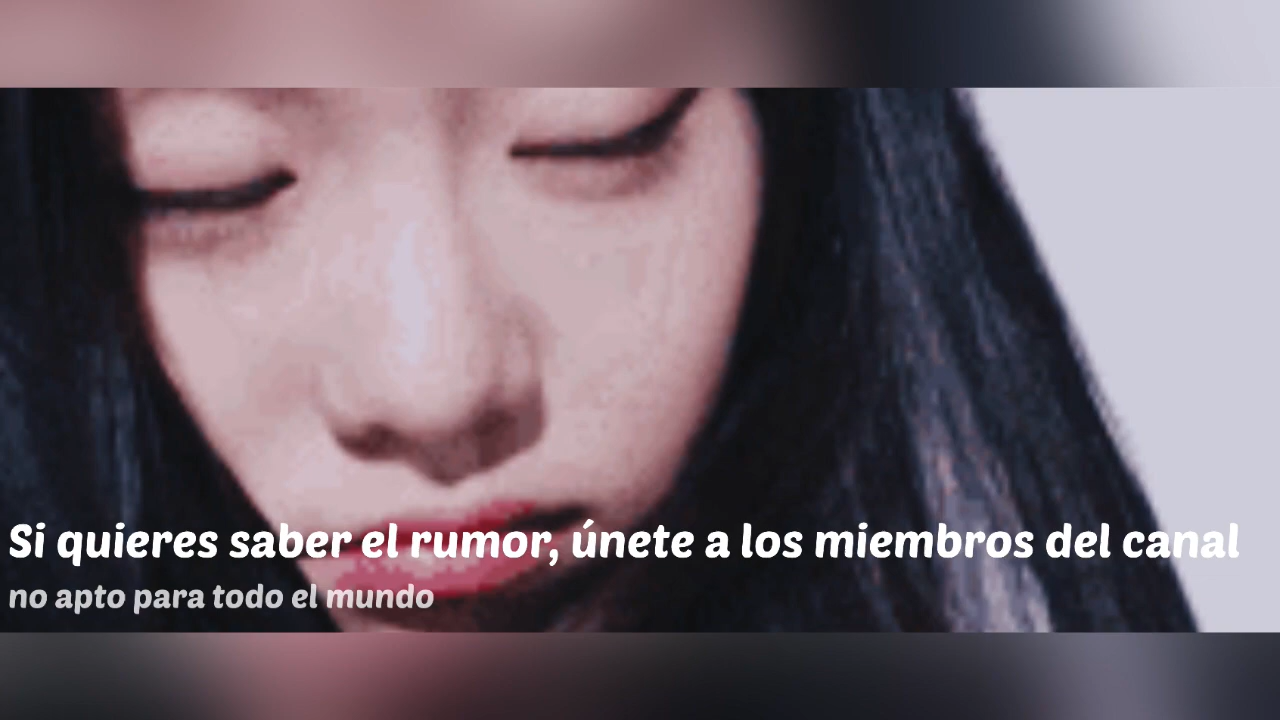 Si quieres saber el rumor, únete a los miembros del canal
no apto para todo el mundo